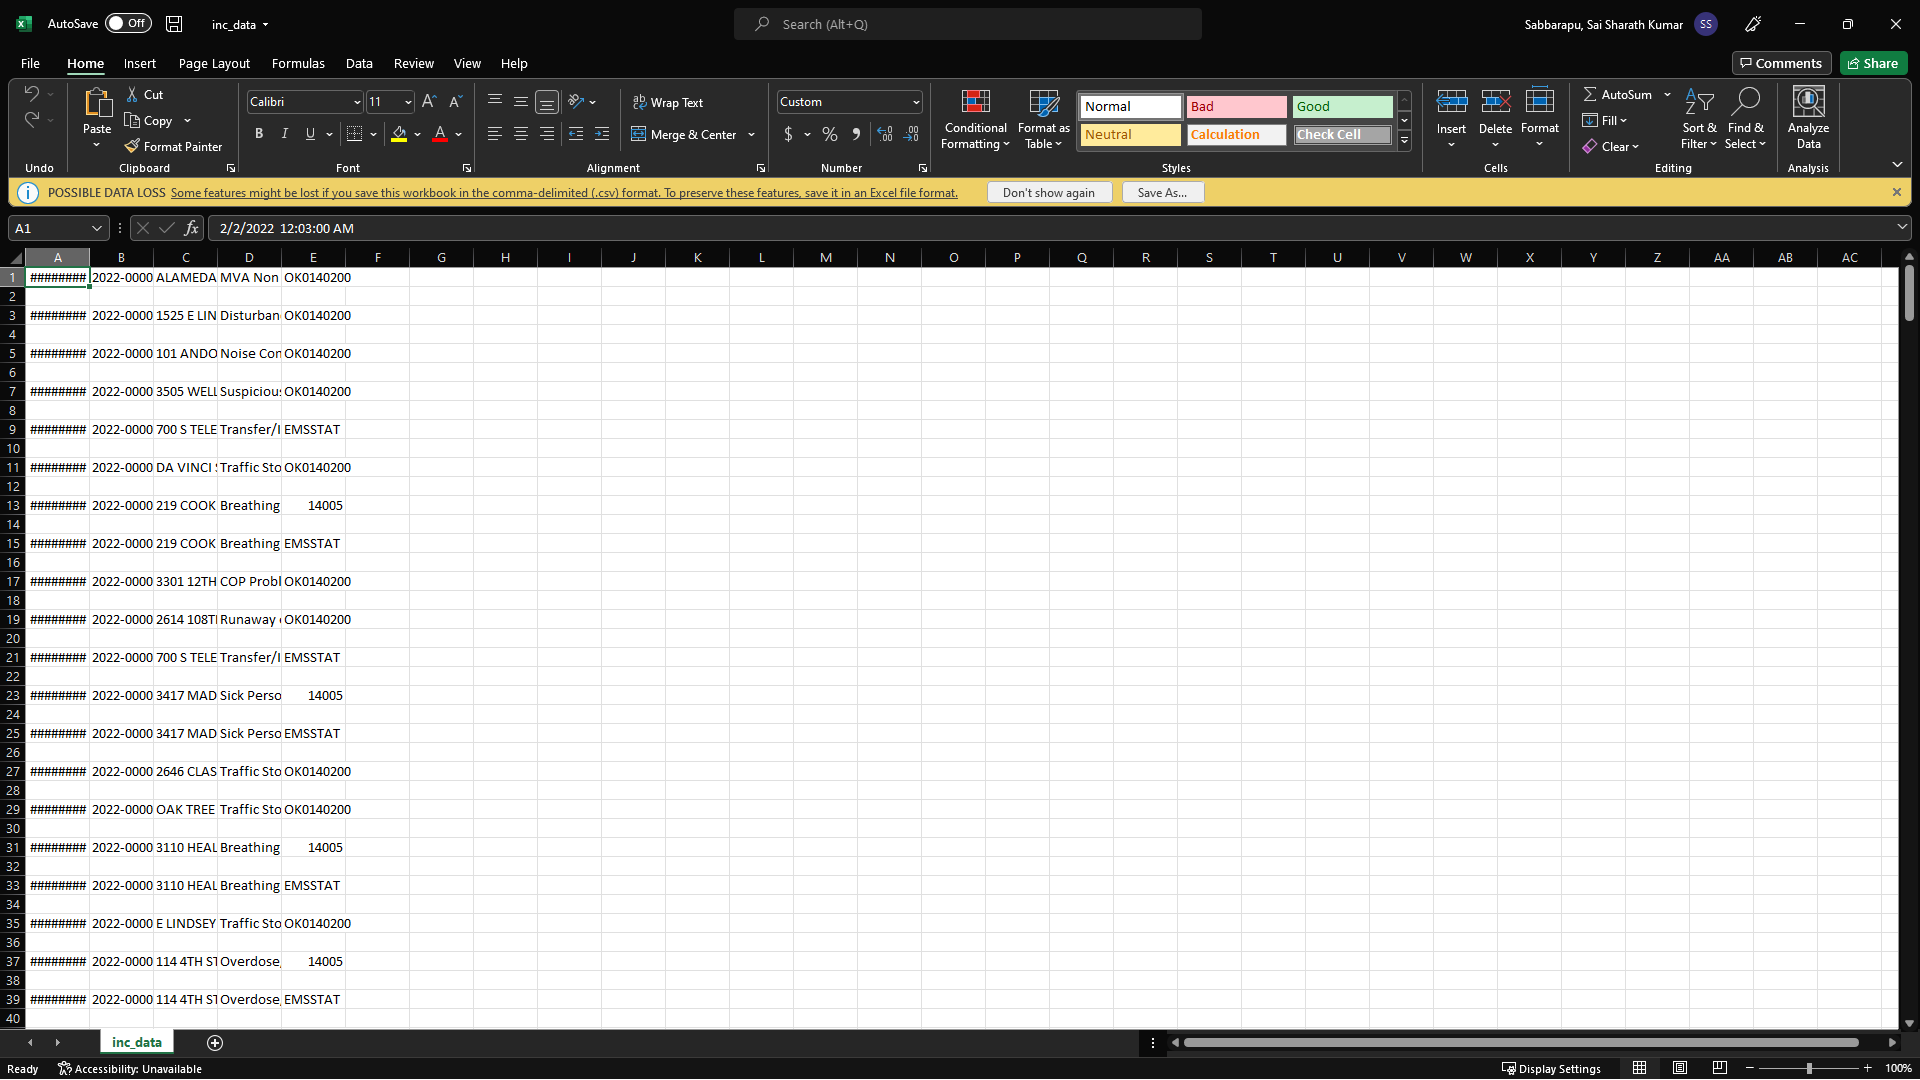 AutoSave Off inc_data Search (Alt+Q) Sabbarapu, Sai Sharath Kumar SS
File Home Insert Page Layout Formulas Data Review View Help Comments Share
Undo
Paste
Cut
Copy
Format Painter
Clipboard
Calibri 11
B I U A
Font
Wrap Text
Merge & Center
Alignment
Custom
$ % 9
Number
Conditional Formatting
Format as Table
Normal Bad Good
Neutral Calculation Check Cell
Styles
Insert Delete Format
Cells
AutoSum
Fill
Clear
Sort & Filter
Find & Select
Editing
Analyze Data
Analysis
POSSIBLE DATA LOSS Some features might be lost if you save this workbook in the comma-delimited (.csv) format. To preserve these features, save it in an Excel file format. Don't show again Save As...
A1 fx 2/2/2022 12:03:00 AM
A B C D E F G H I J K L M N O P Q R S T U V W X Y Z AA AB AC
1 ######## 2022-0000 ALAMEDA MVA Non OK0140200
2
3 ######## 2022-0000 1525 E LIN Disturban OK0140200
4
5 ######## 2022-0000 101 ANDO Noise Con OK0140200
6
7 ######## 2022-0000 3505 WELL Suspicious OK0140200
8
9 ######## 2022-0000 700 S TELE Transfer/I EMSSTAT
10
11 ######## 2022-0000 DA VINCI S Traffic Sto OK0140200
12
13 ######## 2022-0000 219 COOK Breathing 14005
14
15 ######## 2022-0000 219 COOK Breathing EMSSTAT
16
17 ######## 2022-0000 3301 12TH COP Probl OK0140200
18
19 ######## 2022-0000 2614 108TH Runaway OK0140200
20
21 ######## 2022-0000 700 S TELE Transfer/I EMSSTAT
22
23 ######## 2022-0000 3417 MAD Sick Perso 14005
24
25 ######## 2022-0000 3417 MAD Sick Perso EMSSTAT
26
27 ######## 2022-0000 2646 CLAS Traffic Sto OK0140200
28
29 ######## 2022-0000 OAK TREE Traffic Sto OK0140200
30
31 ######## 2022-0000 3110 HEAL Breathing 14005
32
33 ######## 2022-0000 3110 HEAL Breathing EMSSTAT
34
35 ######## 2022-0000 E LINDSEY Traffic Sto OK0140200
36
37 ######## 2022-0000 114 4TH ST Overdose/ 14005
38
39 ######## 2022-0000 114 4TH ST Overdose/ EMSSTAT
40
inc_data
Ready Accessibility: Unavailable Display Settings 100%